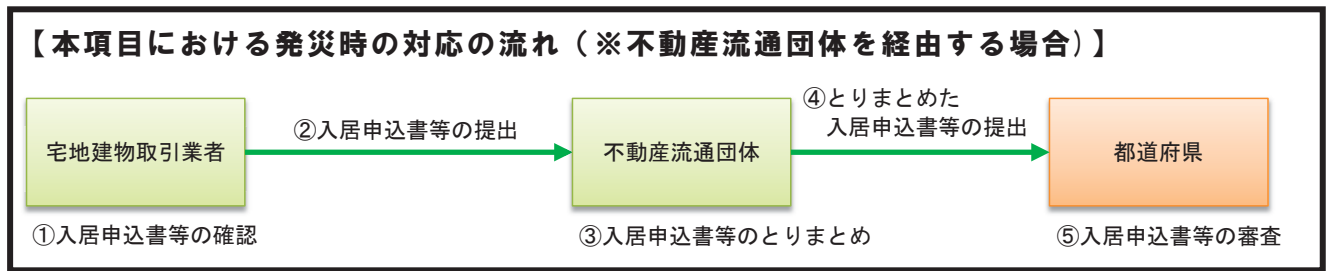 【本項目における発災時の対応の流れ（※不動産流通団体を経由する場合）】
④とりまとめた
入居申込書等の提出
②入居申込書等の提出
宅地建物取引業者
不動産流通団体
都道府県
①入居申込書等の確認
③入居申込書等のとりまとめ
⑤入居申込書等の審査